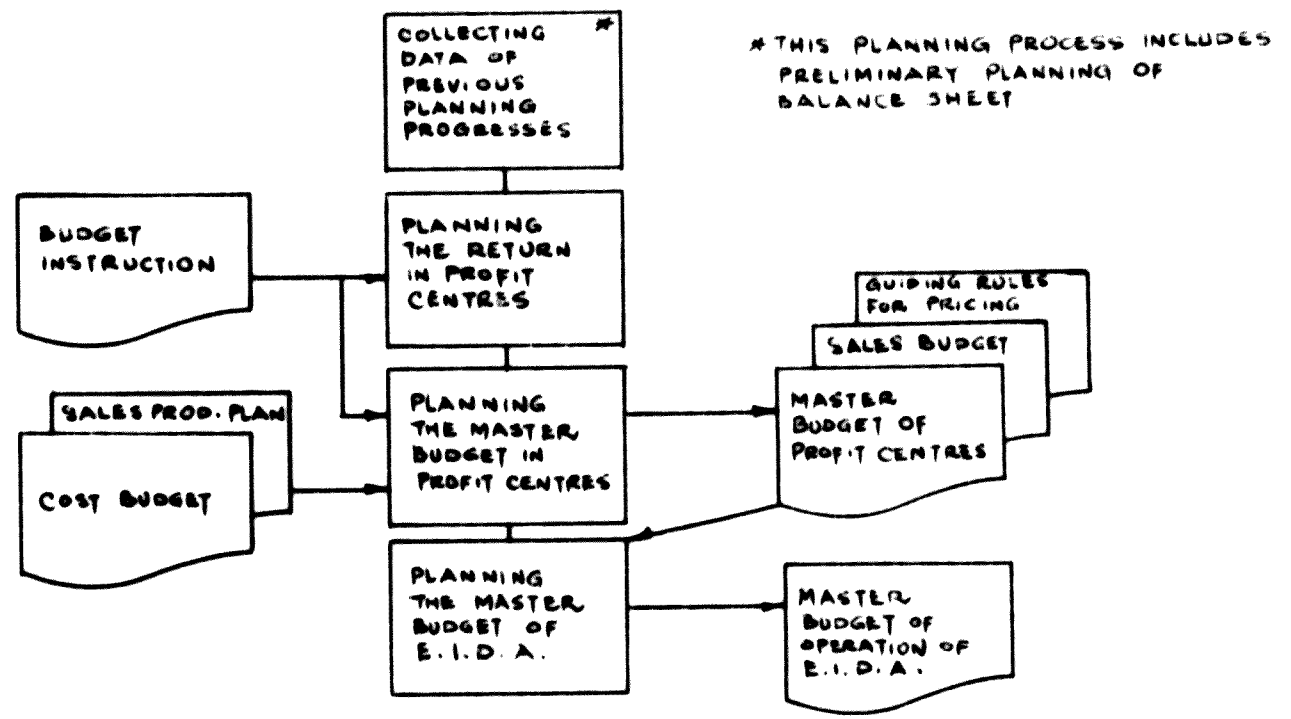 COLLECTING *
DATA OF
PREVIOUS
PLANNING
PROGRESSES
* THIS PLANNING PROCESS INCLUDES
PRELIMINARY PLANNING OF
BALANCE SHEET
BUDGET
INSTRUCTION
PLANNING
THE RETURN
IN PROFIT
CENTRES
GUIDING RULES
FOR PRICING
SALES BUDGET
MASTER
BUDGET OF
PROFIT CENTRES
SALES PROD. PLAN
COST BUDGET
PLANNING
THE MASTER
BUDGET IN
PROFIT CENTRES
PLANNING
THE MASTER
BUDGET OF
E.I.D.A.
MASTER
BUDGET OF
OPERATION OF
E.I.D.A.